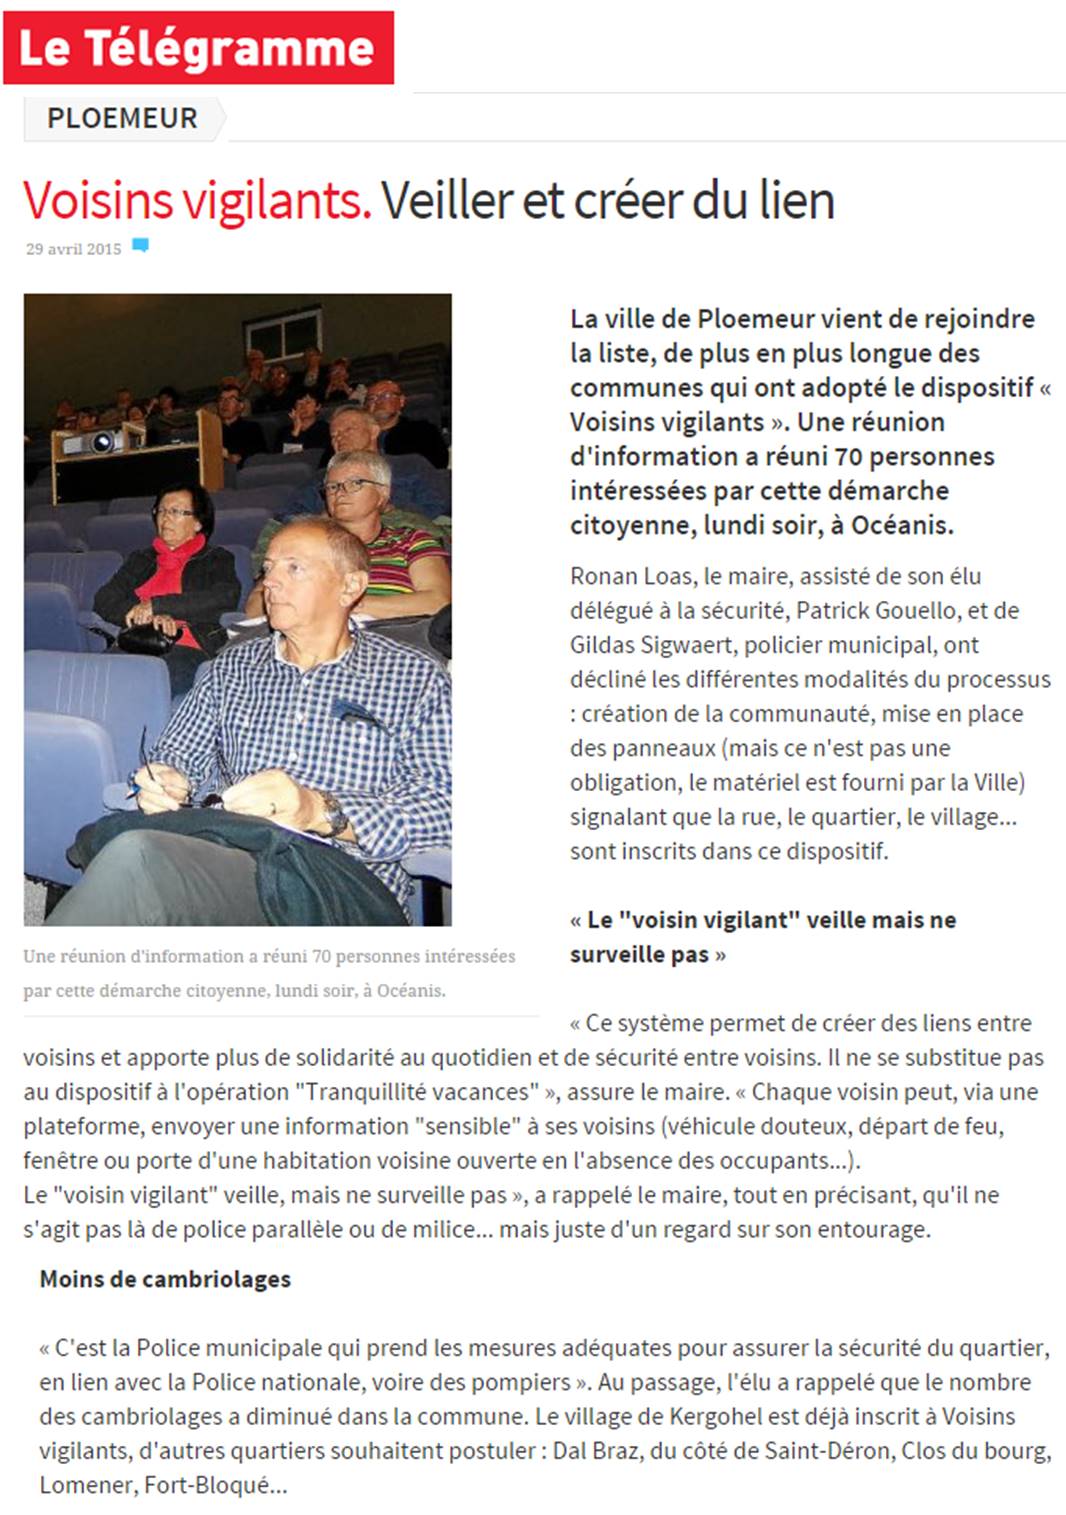 Le Télégramme
PLOEMEUR
Voisins vigilants. Veiller et créer du lien
29 avril 2015
La ville de Ploemeur vient de rejoindre
la liste, de plus en plus longue des
communes qui ont adopté le dispositif «
Voisins vigilants ». Une réunion
d'information a réuni 70 personnes
intéressées par cette démarche
citoyenne, lundi soir, à Océanis.
Ronan Loas, le maire, assisté de son élu
délégué à la sécurité, Patrick Gouello, et de
Gildas Sigwaert, policier municipal, ont
décliné les différentes modalités du processus
: création de la communauté, mise en place
des panneaux (mais ce n'est pas une
obligation, le matériel est fourni par la Ville)
signalant que la rue, le quartier, le village...
sont inscrits dans ce dispositif.
« Le "voisin vigilant" veille mais ne
surveille pas »
Une réunion d'information a réuni 70 personnes intéressées
par cette démarche citoyenne, lundi soir, à Océanis.
« Ce système permet de créer des liens entre
voisins et apporte plus de solidarité au quotidien et de sécurité entre voisins. Il ne se substitue pas
au dispositif à l'opération "Tranquillité vacances" », assure le maire. « Chaque voisin peut, via une
plateforme, envoyer une information "sensible" à ses voisins (véhicule douteux, départ de feu,
fenêtre ou porte d'une habitation voisine ouverte en l'absence des occupants...).
Le "voisin vigilant" veille, mais ne surveille pas », a rappelé le maire, tout en précisant, qu'il ne
s'agit pas là de police parallèle ou de milice... mais juste d'un regard sur son entourage.
Moins de cambriolages
« C'est la Police municipale qui prend les mesures adéquates pour assurer la sécurité du quartier,
en lien avec la Police nationale, voire des pompiers ». Au passage, l'élu a rappelé que le nombre
des cambriolages a diminué dans la commune. Le village de Kergohel est déjà inscrit à Voisins
vigilants, d'autres quartiers souhaitent postuler : Dal Braz, du côté de Saint-Déron, Clos du bourg,
Lomener, Fort-Bloqué...